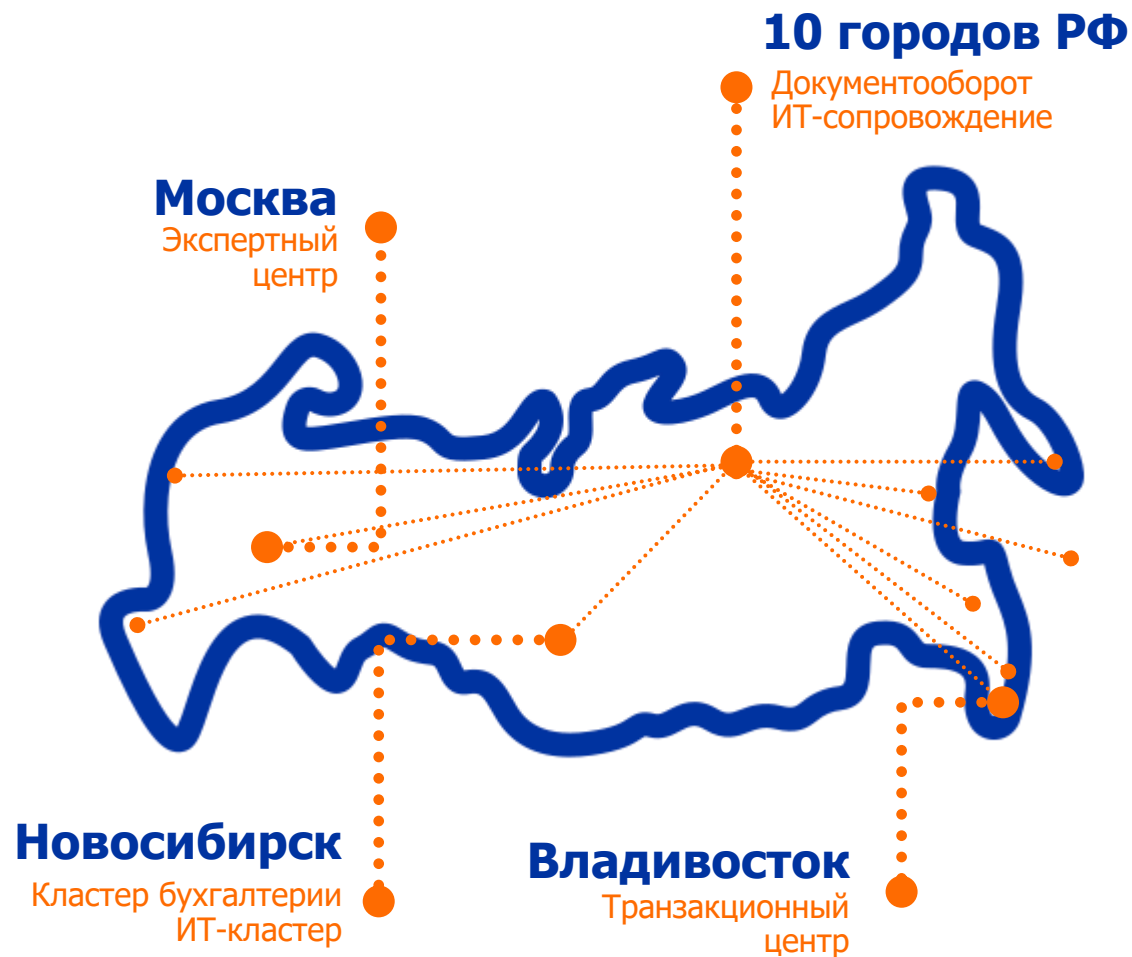 10 городов РФ
Документооборот
ИТ-сопровождение
Москва
Экспертный
центр
Новосибирск
Кластер бухгалтерии
ИТ-кластер
Владивосток
Транзакционный
центр